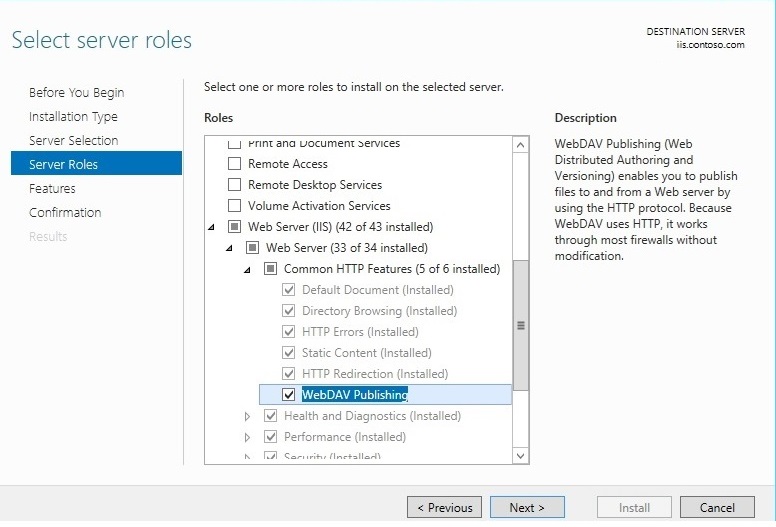 Select server roles
DESTINATION SERVER
iis.contoso.com
Before You Begin
Installation Type
Server Selection
Server Roles
Features
Confirmation
Results
Select one or more roles to install on the selected server.
Roles
Print and Document Services
Remote Access
Remote Desktop Services
Volume Activation Services
Web Server (IIS) (42 of 43 installed)
Web Server (33 of 34 installed)
Common HTTP Features (5 of 6 installed)
Default Document (Installed)
Directory Browsing (Installed)
HTTP Errors (Installed)
Static Content (Installed)
HTTP Redirection (Installed)
WebDAV Publishing
Health and Diagnostics (Installed)
Performance (Installed)
Security (Installed)
Description
WebDAV Publishing (Web
Distributed Authoring and
Versioning) enables you to publish
files to and from a Web server by
using the HTTP protocol. Because
WebDAV uses HTTP, it works
through most firewalls without
modification.
< Previous
Next >
Install
Cancel